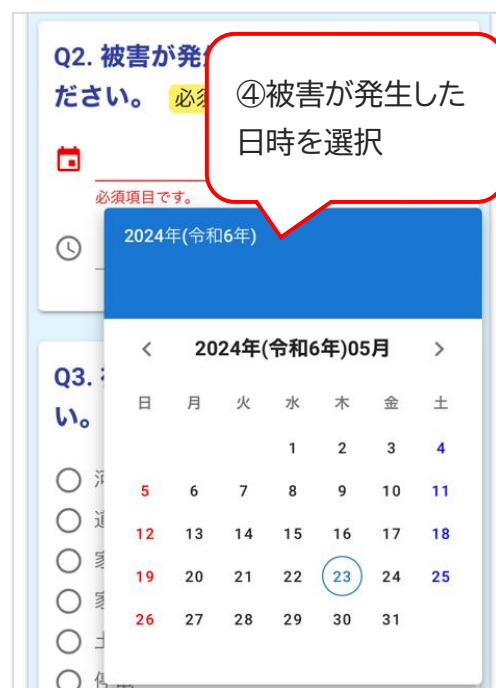 Q2. 被害が発
ださい。 必
④被害が発生した
日時を選択
必須項目です。
2024年(令和6年)
2024年(令和6年)05月
Q3.
い。
日 月 火 水 木 金 土
1 2 3 4
5 6 7 8 9 10 11
12 13 14 15 16 17 18
19 20 21 22 23 24 25
26 27 28 29 30 31